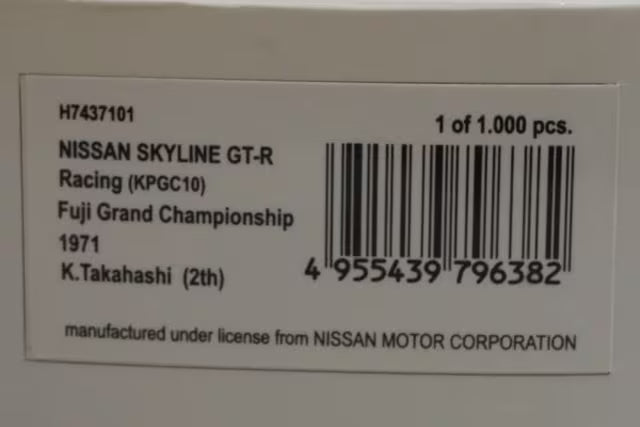 H7437101
1 of 1.000 pcs.
NISSAN SKYLINE GT-R
Racing (KPGC10)
Fuji Grand Championship
1971
K.Takahashi (2th)
4 955439 796382
manufactured under license from NISSAN MOTOR CORPORATION